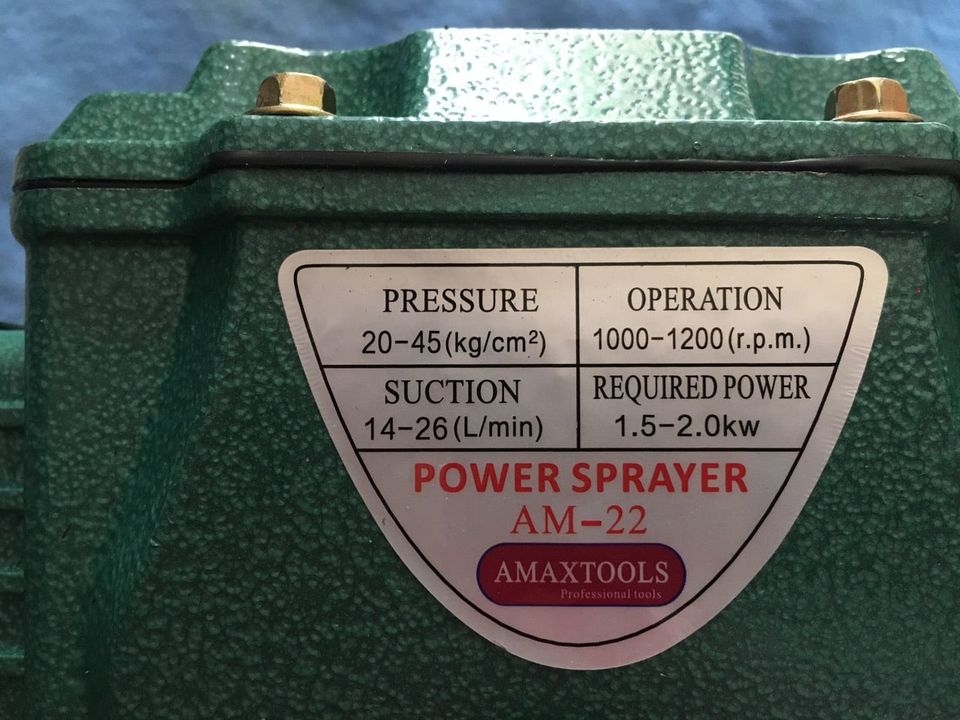 PRESSURE
20-45(kg/cm²)
OPERATION
1000-1200(r.p.m.)
SUCTION
14-26(L/min)
REQUIRED POWER
1.5-2.0kw
POWER SPRAYER
AM-22
AMAXTOOLS
Professional tools